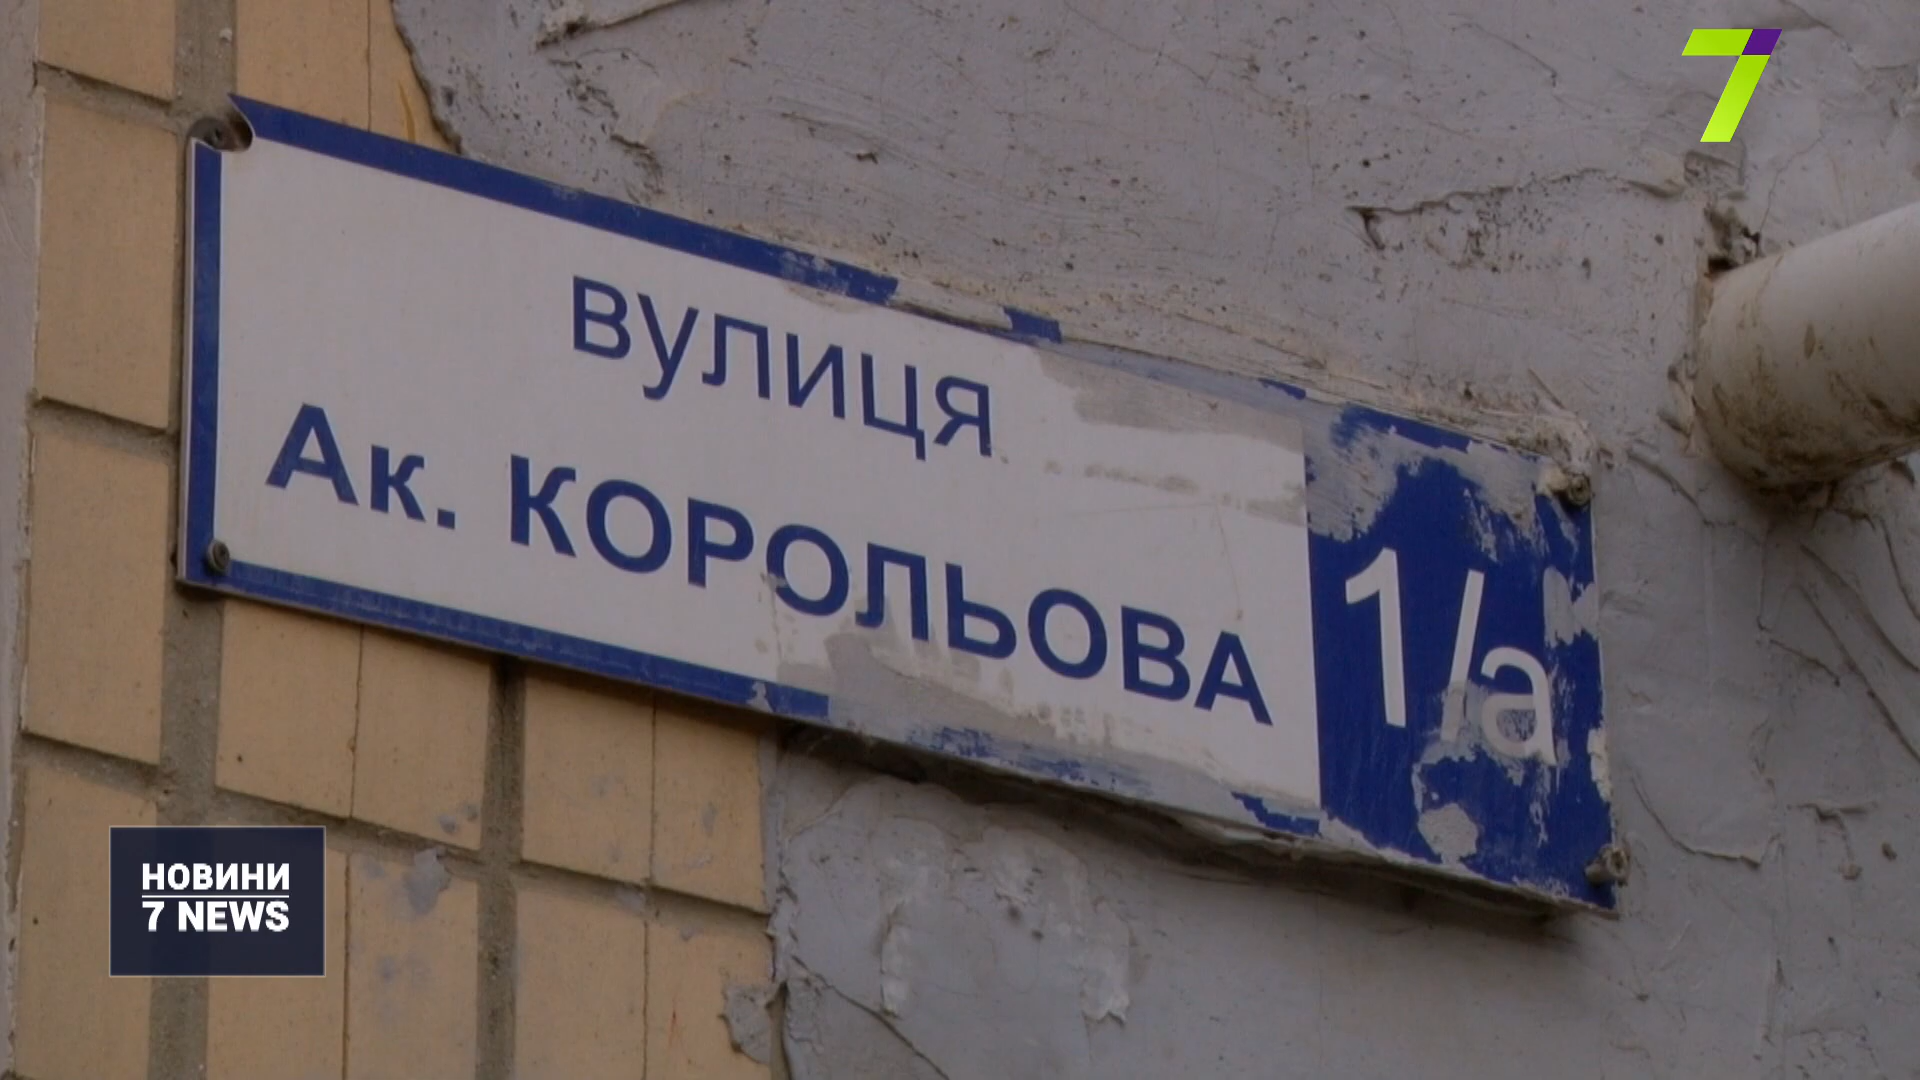 7
вулиця
Ак. КОРОЛЬОВА
1/а
НОВИНИ
7 NEWS